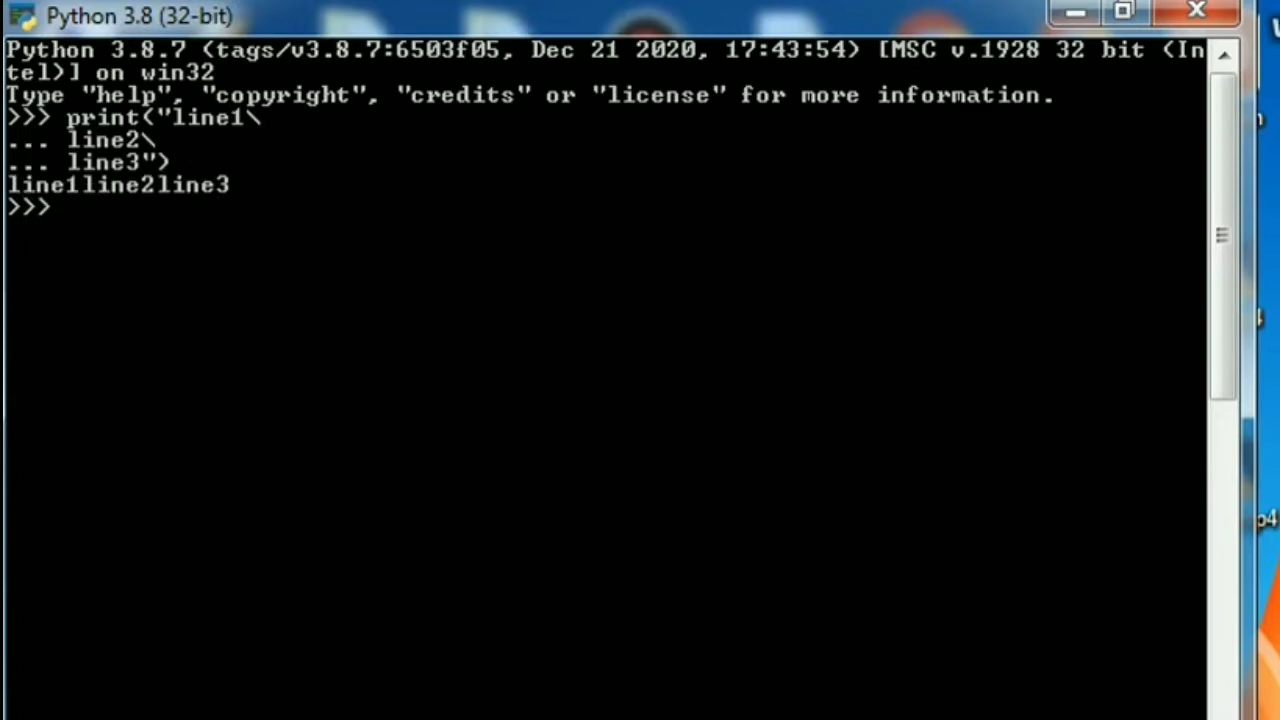 Python 3.8 (32-bit)
Python 3.8.7 (tags/v3.8.7:6503f05, Dec 21 2020, 17:43:54) [MSC v.1928 32 bit (In
tel)] on win32
Type "help", "copyright", "credits" or "license" for more information.
>>> print("line1\
... line2\
... line3")
line1line2line3
>>>